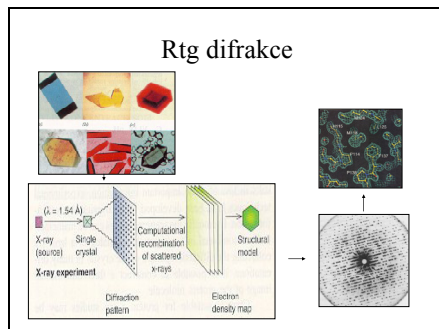 Rtg difrakce
(λ = 1.54 Å)
X-ray
(source)
Single
crystal
Computational
recombination
of scattered
x-rays
Structural
model
X-ray experiment
Diffraction
pattern
Electron
density map